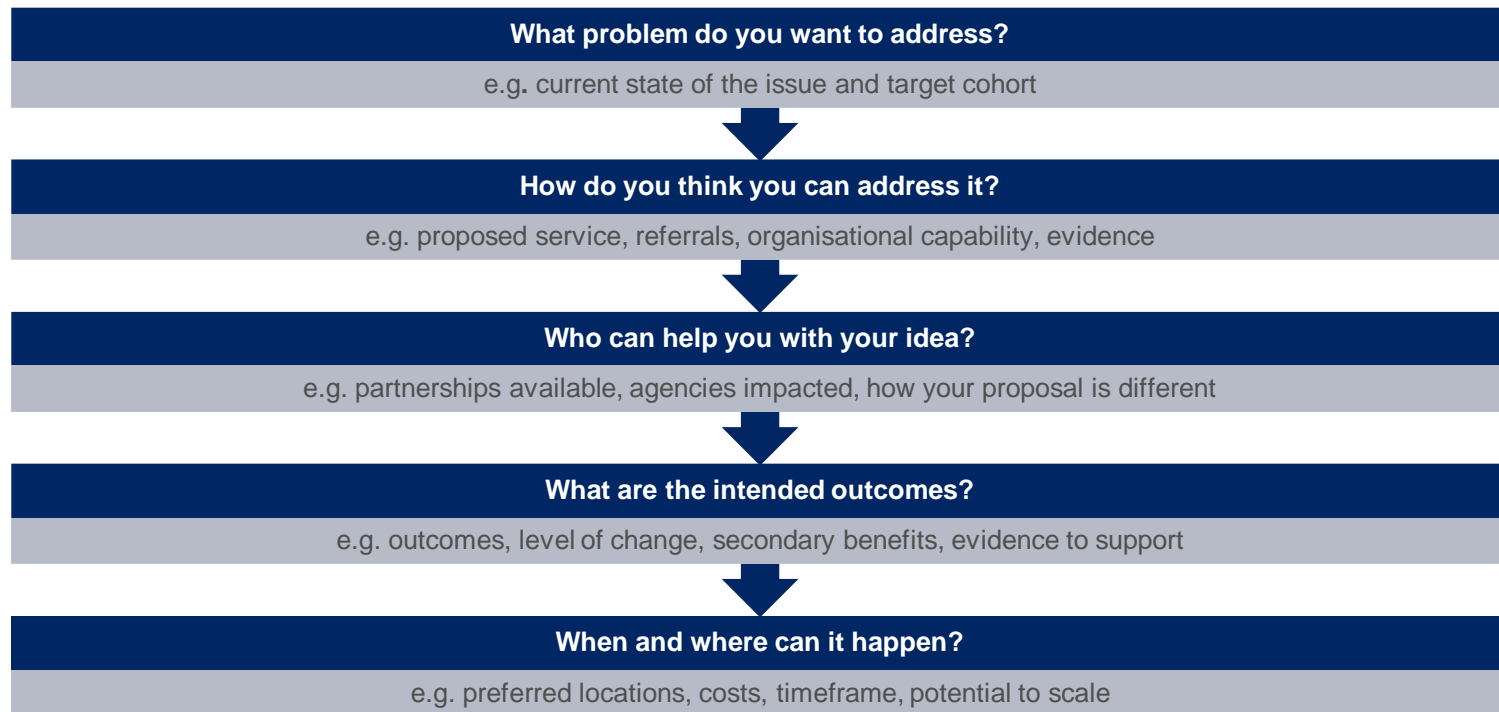 What problem do you want to address?
e.g. current state of the issue and target cohort
How do you think you can address it?
e.g. proposed service, referrals, organisational capability, evidence
Who can help you with your idea?
e.g. partnerships available, agencies impacted, how your proposal is different
What are the intended outcomes?
e.g. outcomes, level of change, secondary benefits, evidence to support
When and where can it happen?
e.g. preferred locations, costs, timeframe, potential to scale